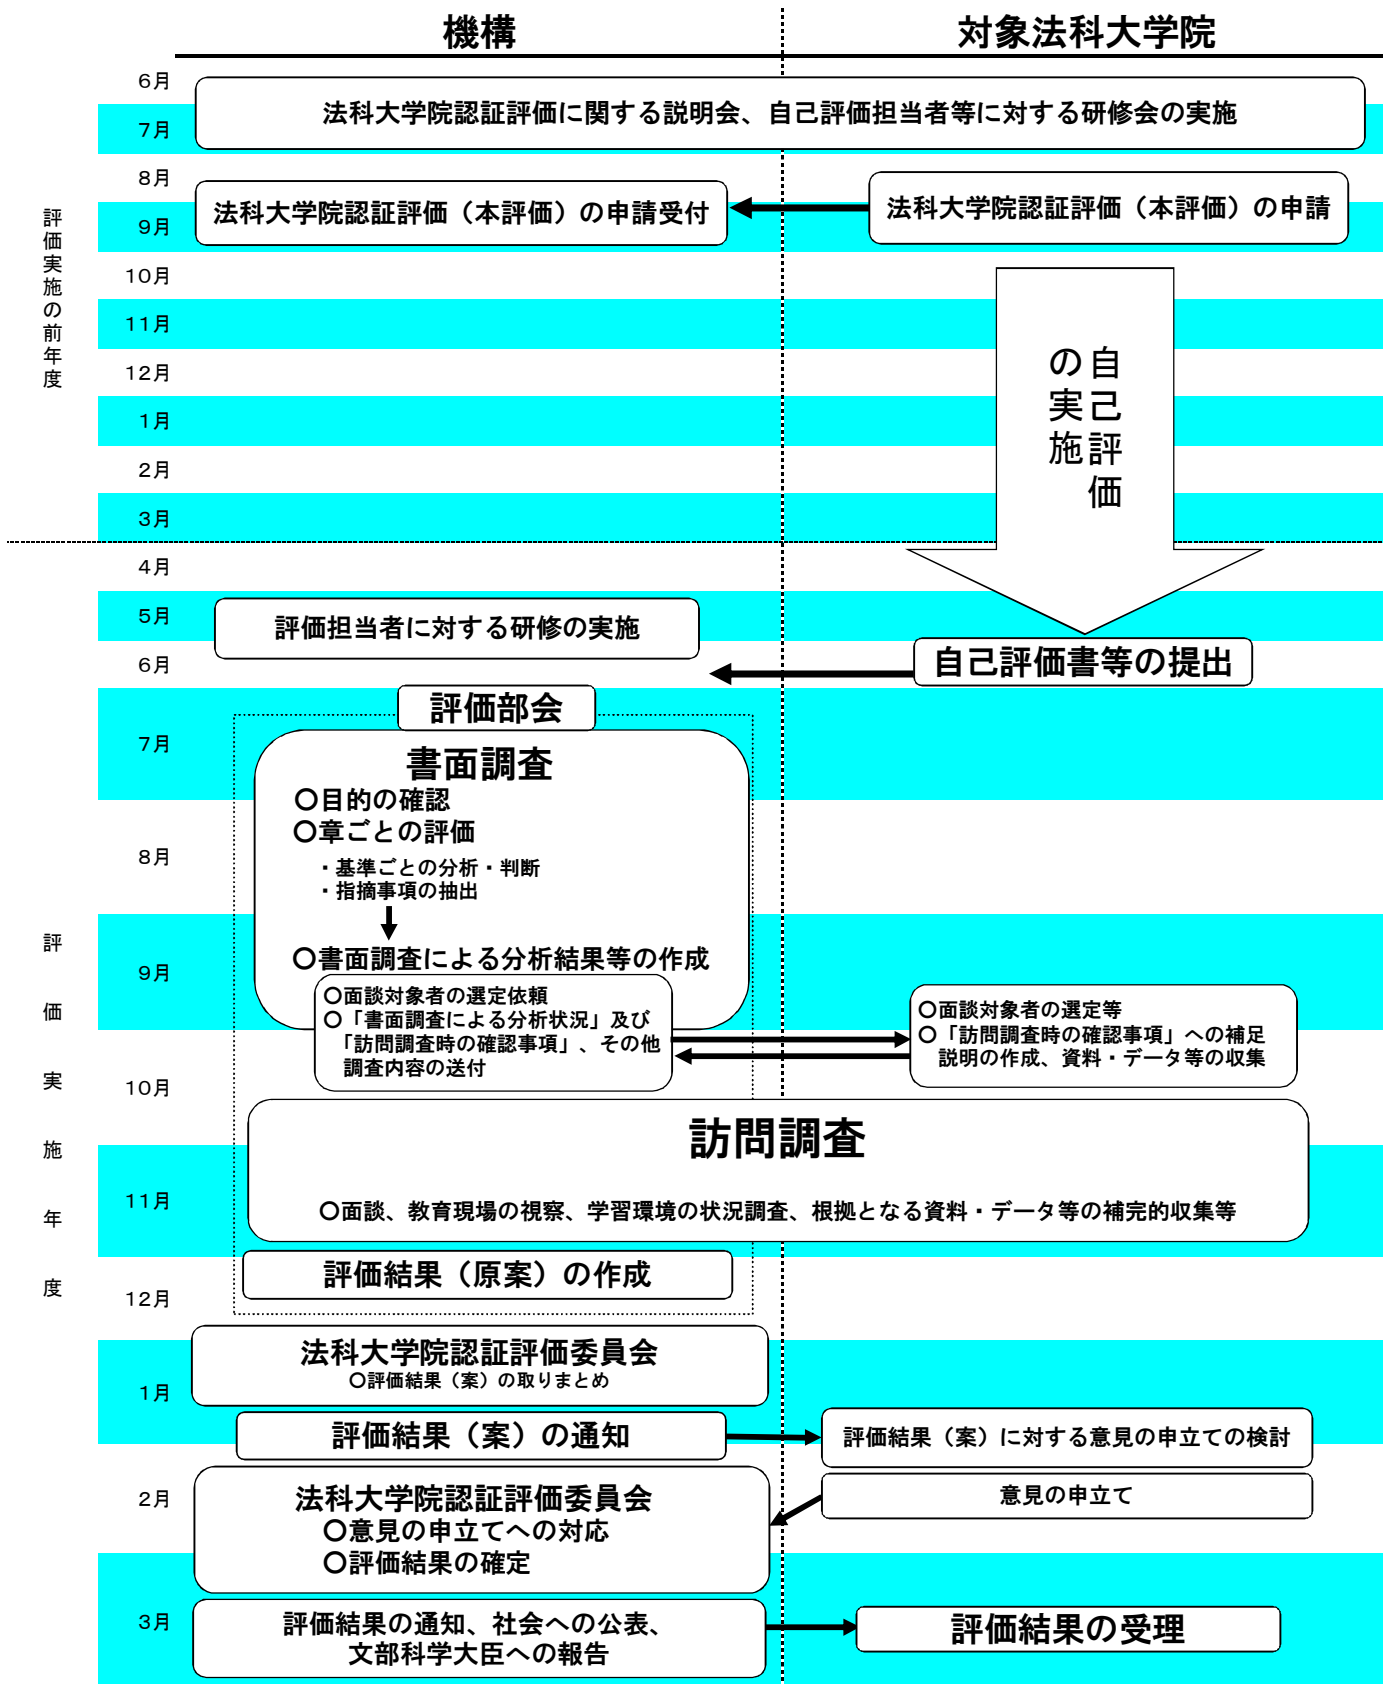 機構
対象法科大学院
6月
法科大学院認証評価に関する説明会、自己評価担当者等に対する研修会の実施
7月
8月
法科大学院認証評価（本評価）の申請受付
法科大学院認証評価（本評価）の申請
9月
評価実施の前年度
10月
11月
12月
1月
2月
3月
自己評価
の実施
4月
5月
評価担当者に対する研修の実施
6月
自己評価書等の提出
評価部会
7月
書面調査
〇目的の確認
〇章ごとの評価
8月
・基準ごとの分析・判断
・指摘事項の抽出
評価実施年度
〇書面調査による分析結果等の作成
9月
〇面談対象者の選定依頼
〇「書面調査による分析状況」及び
「訪問調査時の確認事項」、その他
調査内容の送付
〇面談対象者の選定等
〇「訪問調査時の確認事項」への補足
説明の作成、資料・データ等の収集
10月
訪問調査
11月
〇面談、教育現場の視察、学習環境の状況調査、根拠となる資料・データ等の補完的収集等
評価結果（原案）の作成
12月
法科大学院認証評価委員会
〇評価結果（案）の取りまとめ
1月
評価結果（案）の通知
評価結果（案）に対する意見の申立ての検討
2月
法科大学院認証評価委員会
〇意見の申立てへの対応
〇評価結果の確定
意見の申立て
3月
評価結果の通知、社会への公表、
文部科学大臣への報告
評価結果の受理